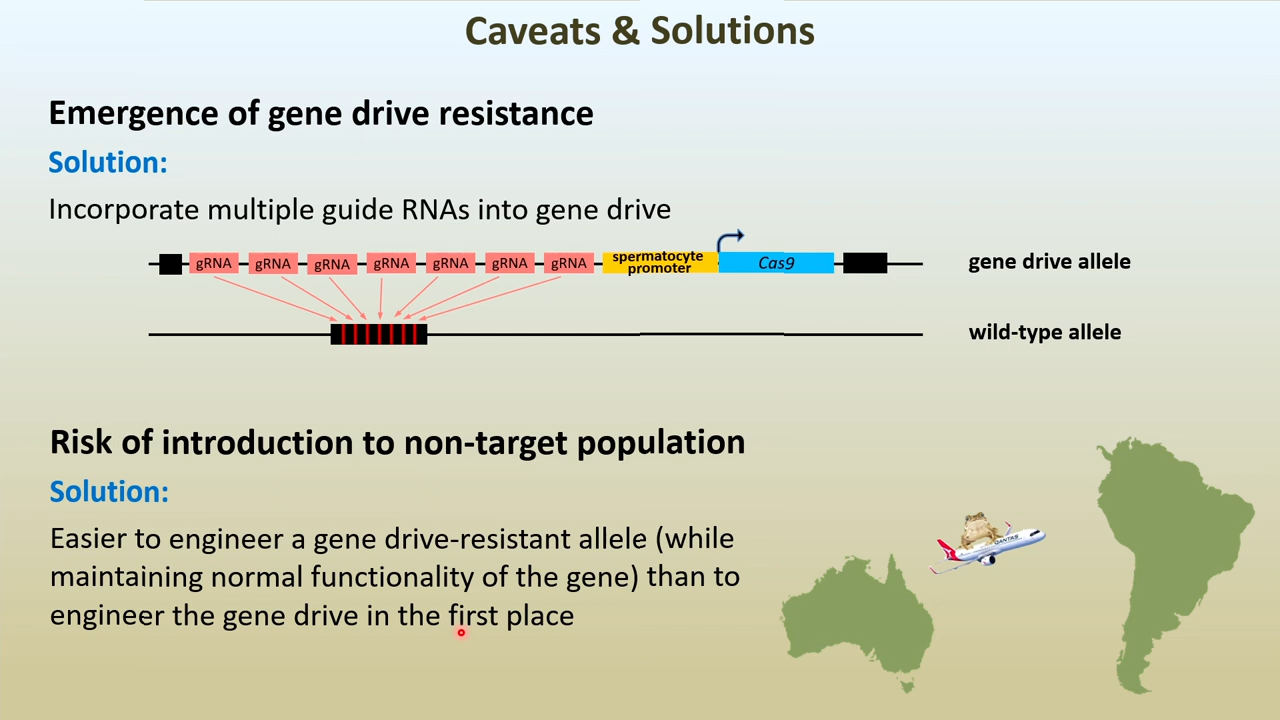 Caveats & Solutions
Emergence of gene drive resistance
Solution:
Incorporate multiple guide RNAs into gene drive
gRNA gRNA gRNA gRNA gRNA gRNA gRNA spermatocyte promoter Cas9 gene drive allele
wild-type allele
Risk of introduction to non-target population
Solution:
Easier to engineer a gene drive-resistant allele (while
maintaining normal functionality of the gene) than to
engineer the gene drive in the first place
QANTAS